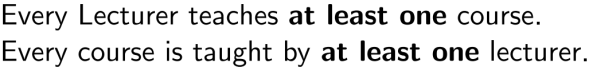 Every Lecturer teaches at least one course.
Every course is taught by at least one lecturer.